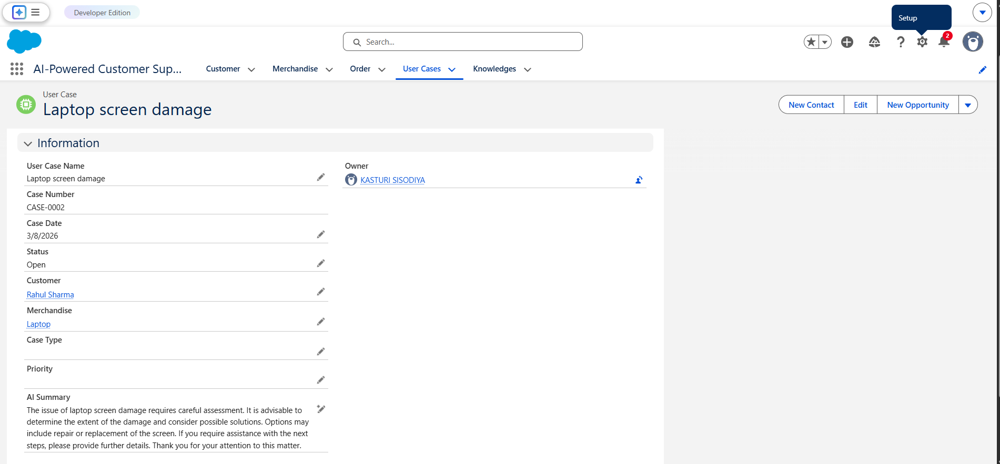 Developer Edition
Setup
Search...
2
AI-Powered Customer Sup...
Customer
Merchandise
Order
User Cases
Knowledges
User Case
Laptop screen damage
New Contact
Edit
New Opportunity
Information
User Case Name
Laptop screen damage
Owner
KASTURI SISODIYA
Case Number
CASE-0002
Case Date
3/8/2026
Status
Open
Customer
Rahul Sharma
Merchandise
Laptop
Case Type
Priority
AI Summary
The issue of laptop screen damage requires careful assessment. It is advisable to
determine the extent of the damage and consider possible solutions. Options may
include repair or replacement of the screen. If you require assistance with the next
steps, please provide further details. Thank you for your attention to this matter.